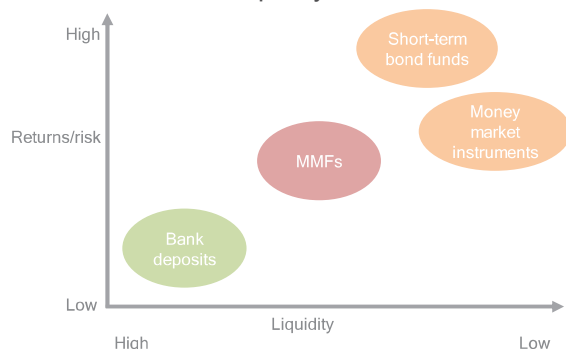 High
Short-term
bond funds
Money
market
instruments
Returns/risk
MMFs
Bank
deposits
Low
Liquidity
High
Low